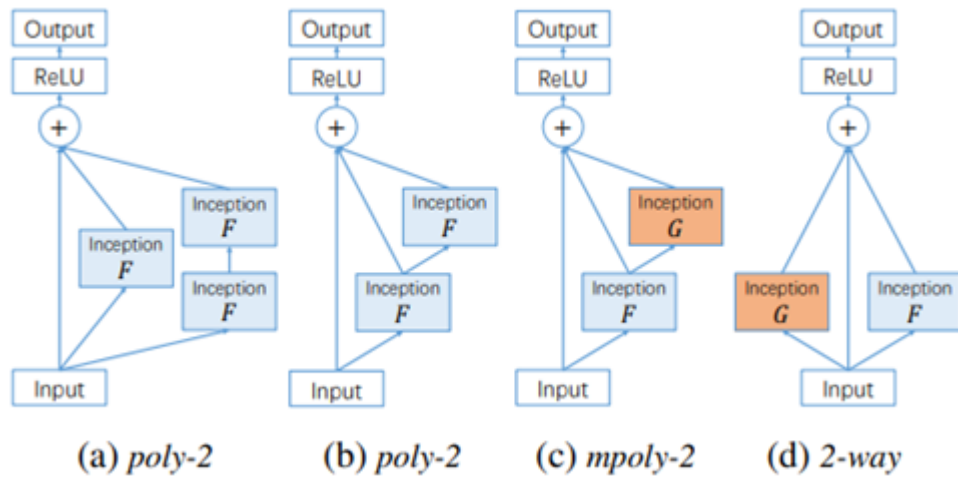 Output
ReLU
+
Inception
F
Inception
F
Inception
F
Input
(a) poly-2
Output
ReLU
+
Inception
F
Inception
F
Input
(b) poly-2
Output
ReLU
+
Inception
G
Inception
F
Input
(c) mpoly-2
Output
ReLU
+
Inception
G
Inception
F
Input
(d) 2-way